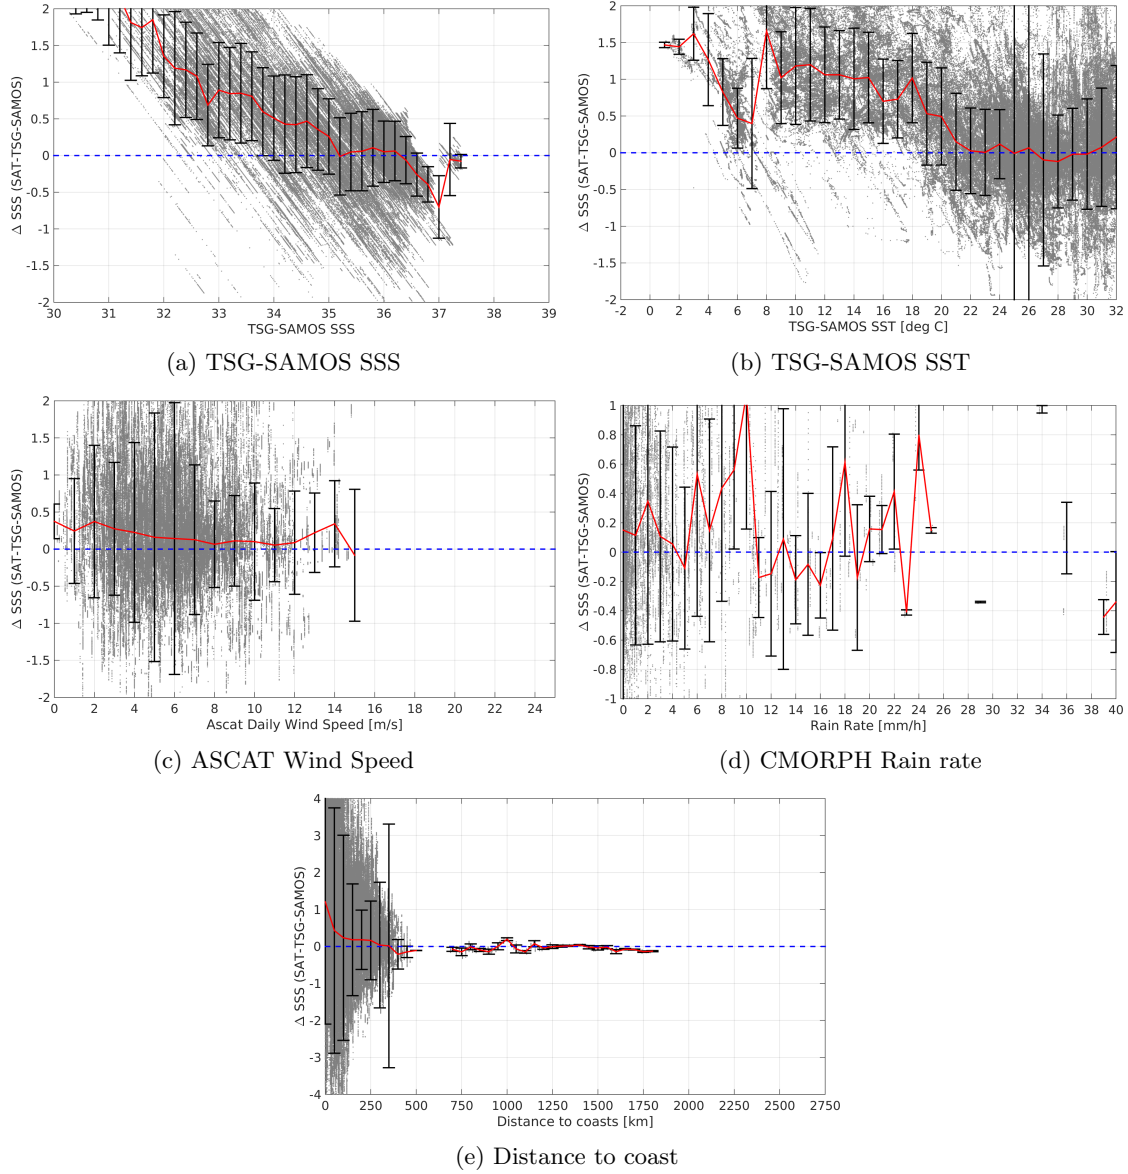 2
1.5
1
0.5
0
-0.5
-1
-1.5
-2
Δ SSS (SAT-TSG-SAMOS)
30 31 32 33 34 35 36 37 38 39
TSG-SAMOS SSS
(a) TSG-SAMOS SSS
2
1.5
1
0.5
0
-0.5
-1
-1.5
-2
Δ SSS (SAT-TSG-SAMOS)
-2 0 2 4 6 8 10 12 14 16 18 20 22 24 26 28 30 32
TSG-SAMOS SST [deg C]
(b) TSG-SAMOS SST
2
1.5
1
0.5
0
-0.5
-1
-1.5
-2
Δ SSS (SAT-TSG-SAMOS)
0 2 4 6 8 10 12 14 16 18 20 22 24
Ascat Daily Wind Speed [m/s]
(c) ASCAT Wind Speed
1
0.8
0.6
0.4
0.2
0
-0.2
-0.4
-0.6
-0.8
-1
Δ SSS (SAT-TSG-SAMOS)
0 2 4 6 8 10 12 14 16 18 20 22 24 26 28 30 32 34 36 38 40
Rain Rate [mm/h]
(d) CMORPH Rain rate
4
3
2
1
0
-1
-2
-3
-4
Δ SSS (SAT-TSG-SAMOS)
0 250 500 750 1000 1250 1500 1750 2000 2250 2500 2750
Distance to coasts [km]
(e) Distance to coast